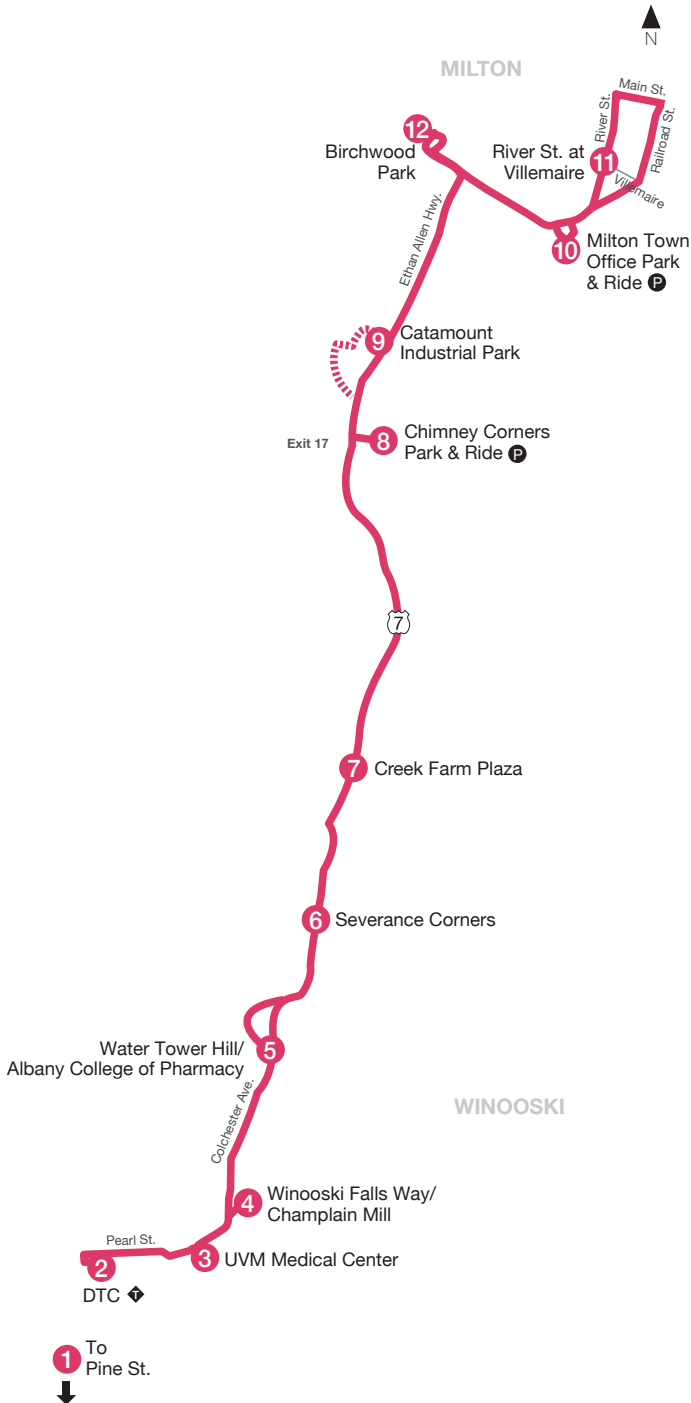 N
MILTON
Main St.
River St.
Railroad St.
12
Birchwood
Park
River St. at
Villemaire
11
Villemaire
Ethan Allen Hwy.
10
Milton Town
Office Park
& Ride P
9
Catamount
Industrial Park
Exit 17
8
Chimney Corners
Park & Ride P
7
7
Creek Farm Plaza
6
Severance Corners
Water Tower Hill/
Albany College of Pharmacy
5
Colchester Ave.
WINOOSKI
4
Winooski Falls Way/
Champlain Mill
Pearl St.
3
UVM Medical Center
2
DTC T
1
To
Pine St.